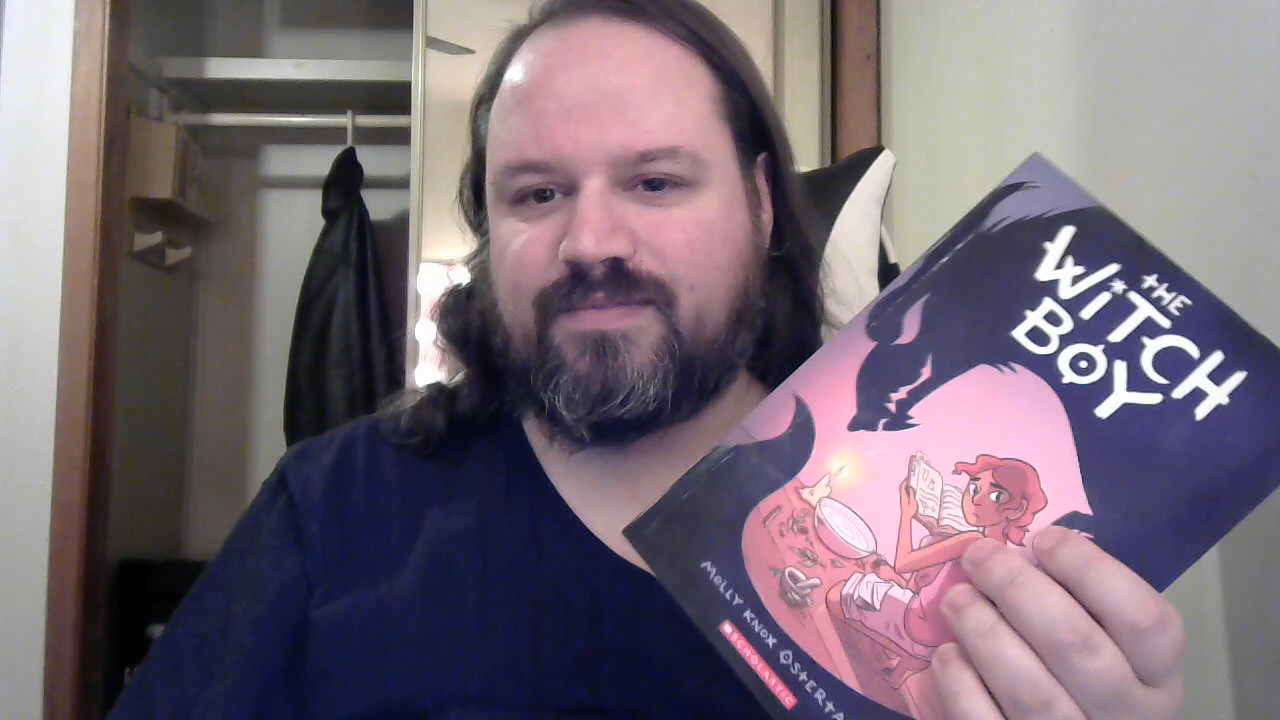 THE
WITCH
BOY
MOLLY KNOX OSTERTA
SCHOLASTIC